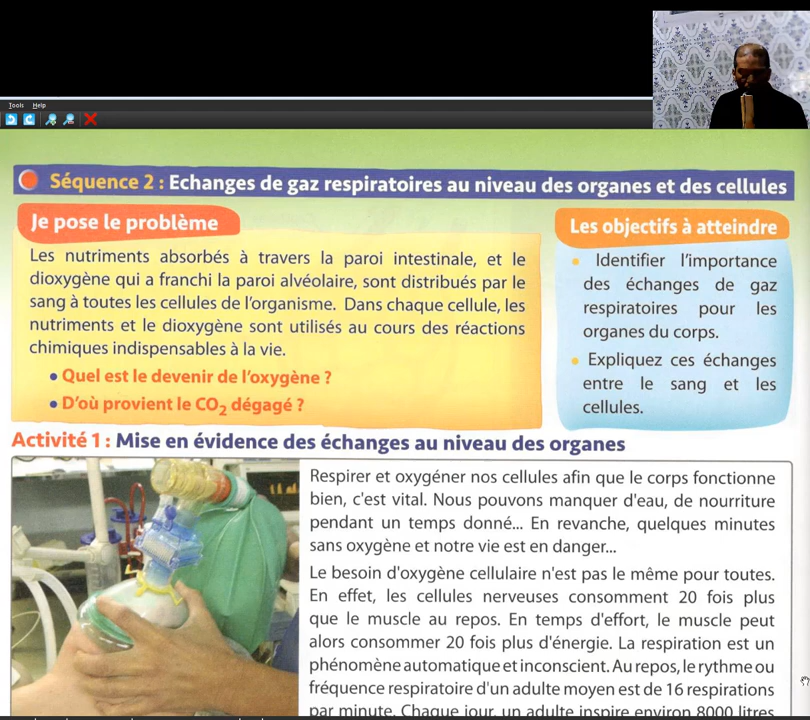 Tools Help
Séquence 2 : Echanges de gaz respiratoires au niveau des organes et des cellules
Je pose le problème
Les nutriments absorbés à travers la paroi intestinale, et le
dioxygène qui a franchi la paroi alvéolaire, sont distribués par le
sang à toutes les cellules de l'organisme. Dans chaque cellule, les
nutriments et le dioxygène sont utilisés au cours des réactions
chimiques indispensables à la vie.
• Quel est le devenir de l'oxygène ?
• D'où provient le CO2 dégagé ?
Les objectifs à atteindre
• Identifier l'importance
des échanges de gaz
respiratoires pour les
organes du corps.
• Expliquez ces échanges
entre le sang et les
cellules.
Activité 1 : Mise en évidence des échanges au niveau des organes
Respirer et oxygéner nos cellules afin que le corps fonctionne
bien, c'est vital. Nous pouvons manquer d'eau, de nourriture
pendant un temps donné... En revanche, quelques minutes
sans oxygène et notre vie est en danger...
Le besoin d'oxygène cellulaire n'est pas le même pour toutes.
En effet, les cellules nerveuses consomment 20 fois plus
que le muscle au repos. En temps d'effort, le muscle peut
alors consommer 20 fois plus d'énergie. La respiration est un
phénomène automatique et inconscient. Au repos, le rythme ou
fréquence respiratoire d'un adulte moyen est de 16 respirations
par minute. Chaque jour, un adulte inspire environ 8000 litres